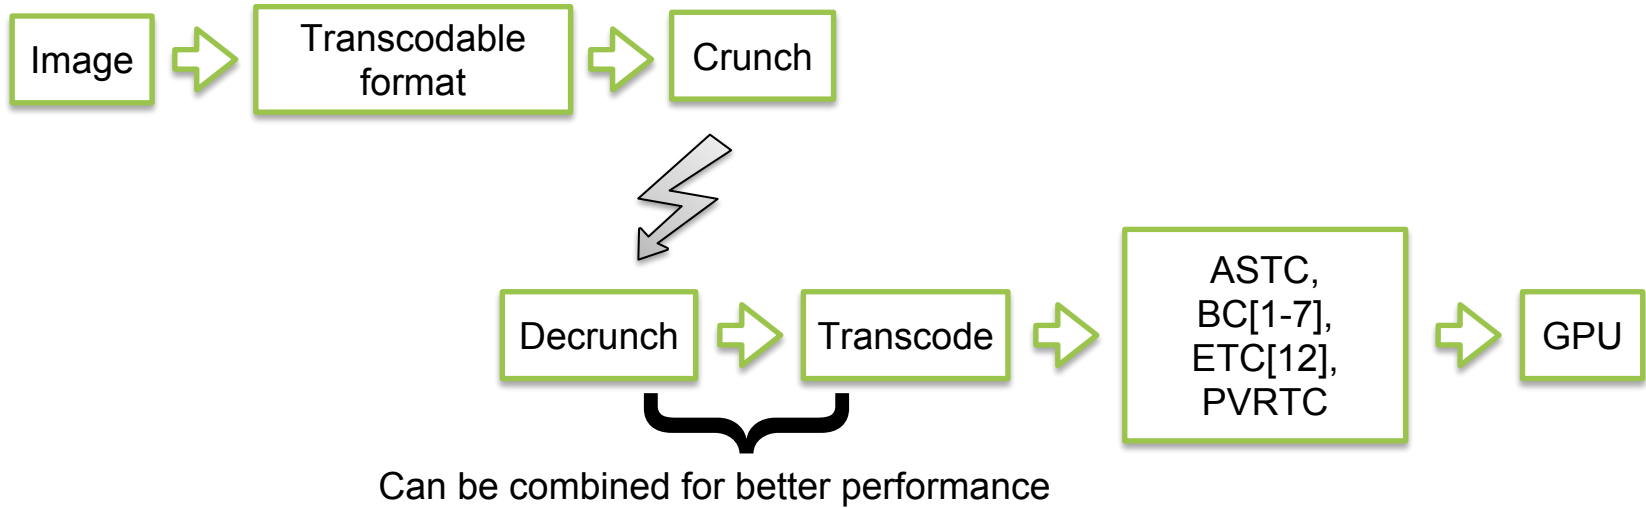 Image
Transcodable
format
Crunch
Decrunch
Transcode
ASTC,
BC[1-7],
ETC[12],
PVRTC
GPU
Can be combined for better performance